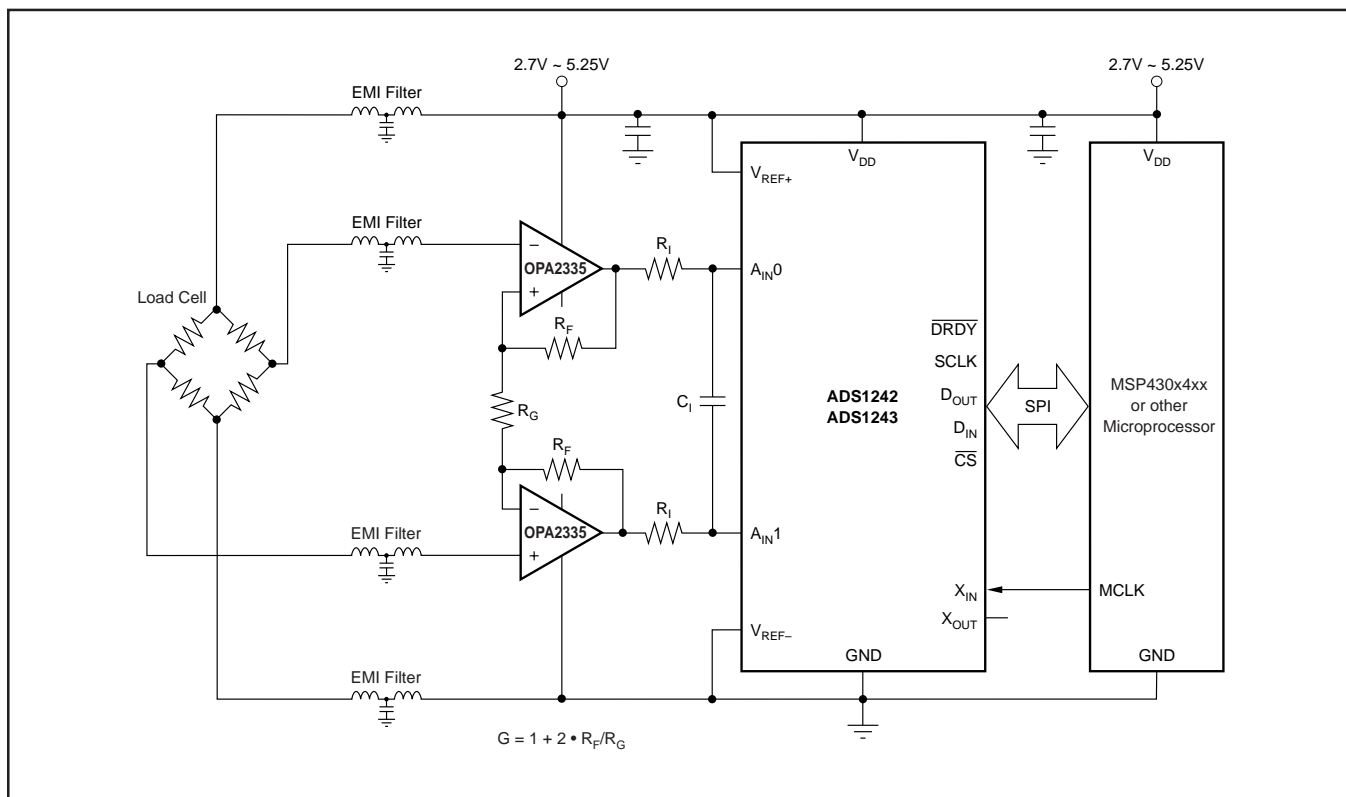 2.7V ~ 5.25V
2.7V ~ 5.25V
EMI Filter
V_DD
V_DD
V_REF+
EMI Filter
−
OPA2335
+
R_I
A_IN0
Load Cell
R_F
DRDY
SCLK
ADS1242
ADS1243
D_OUT
D_IN
CS
SPI
MSP430x4xx
or other
Microprocessor
R_G
C_I
R_F
−
OPA2335
+
R_I
A_IN1
EMI Filter
X_IN
MCLK
X_OUT
V_REF−
GND
GND
EMI Filter
G = 1 + 2 • R_F/R_G